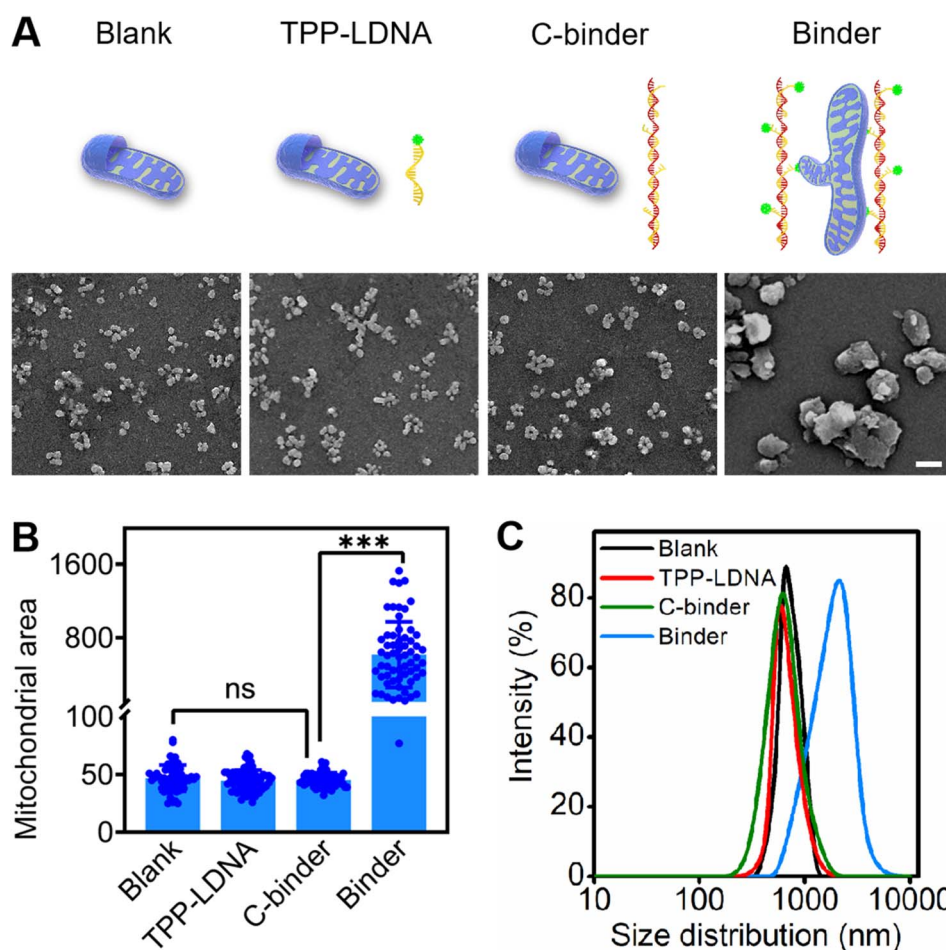 A Blank TPP-LDNA C-binder Binder
B
Mitochondrial area
1600
800
100
50
0
ns
***
Blank
TPP-LDNA
C-binder
Binder
C
Intensity (%)
80
60
40
20
0
Blank
TPP-LDNA
C-binder
Binder
10 100 1000 10000
Size distribution (nm)